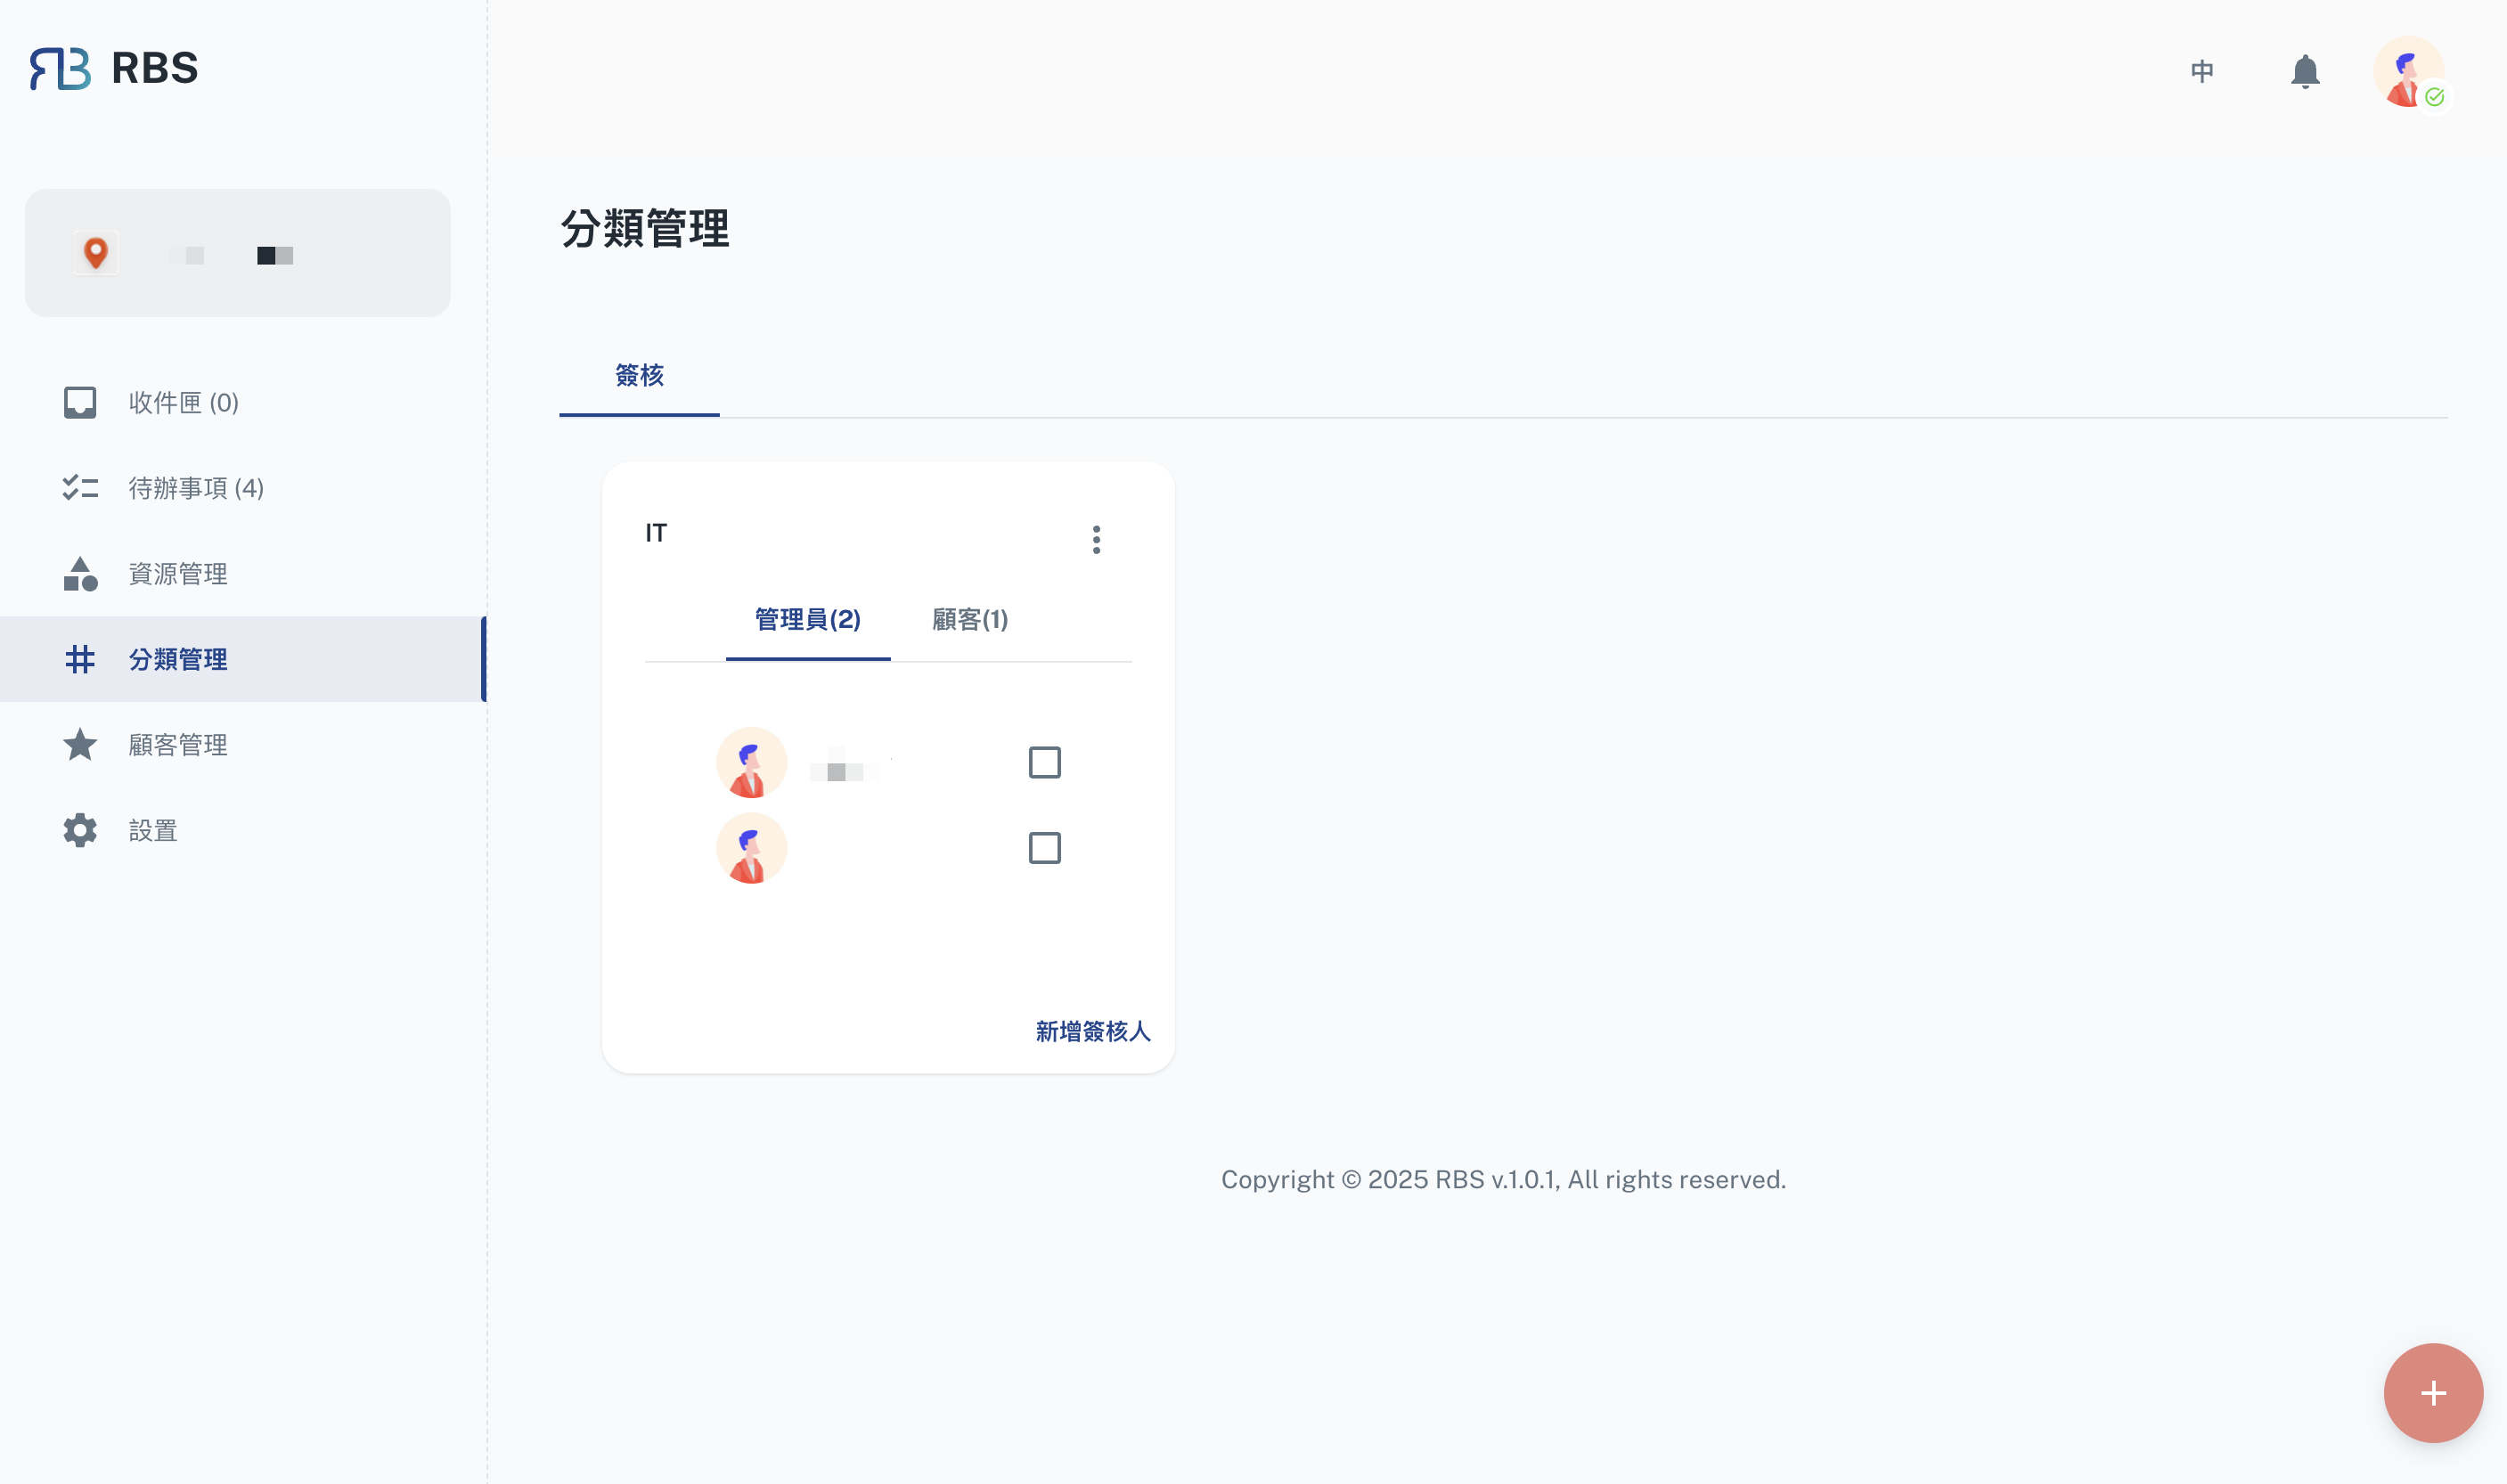 RBS
中
收件匣 (0)
待辦事項 (4)
資源管理
分類管理
顧客管理
設置
分類管理
簽核
IT
管理員(2)
顧客(1)
新增簽核人
Copyright © 2025 RBS v.1.0.1, All rights reserved.